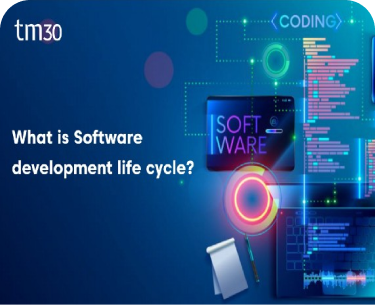 tm30
<CODING>
SOFT
WARE
What is Software
development life cycle?